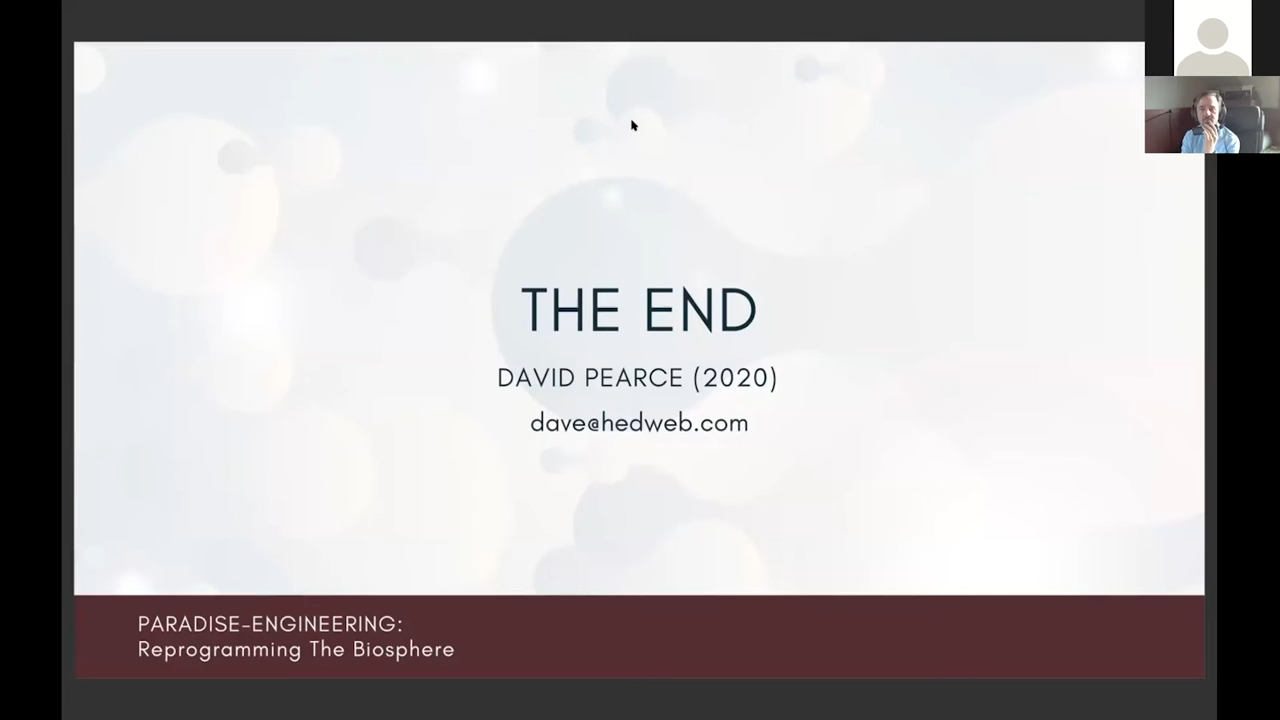 THE END
DAVID PEARCE (2020)
dave@hedweb.com
PARADISE-ENGINEERING:
Reprogramming The Biosphere